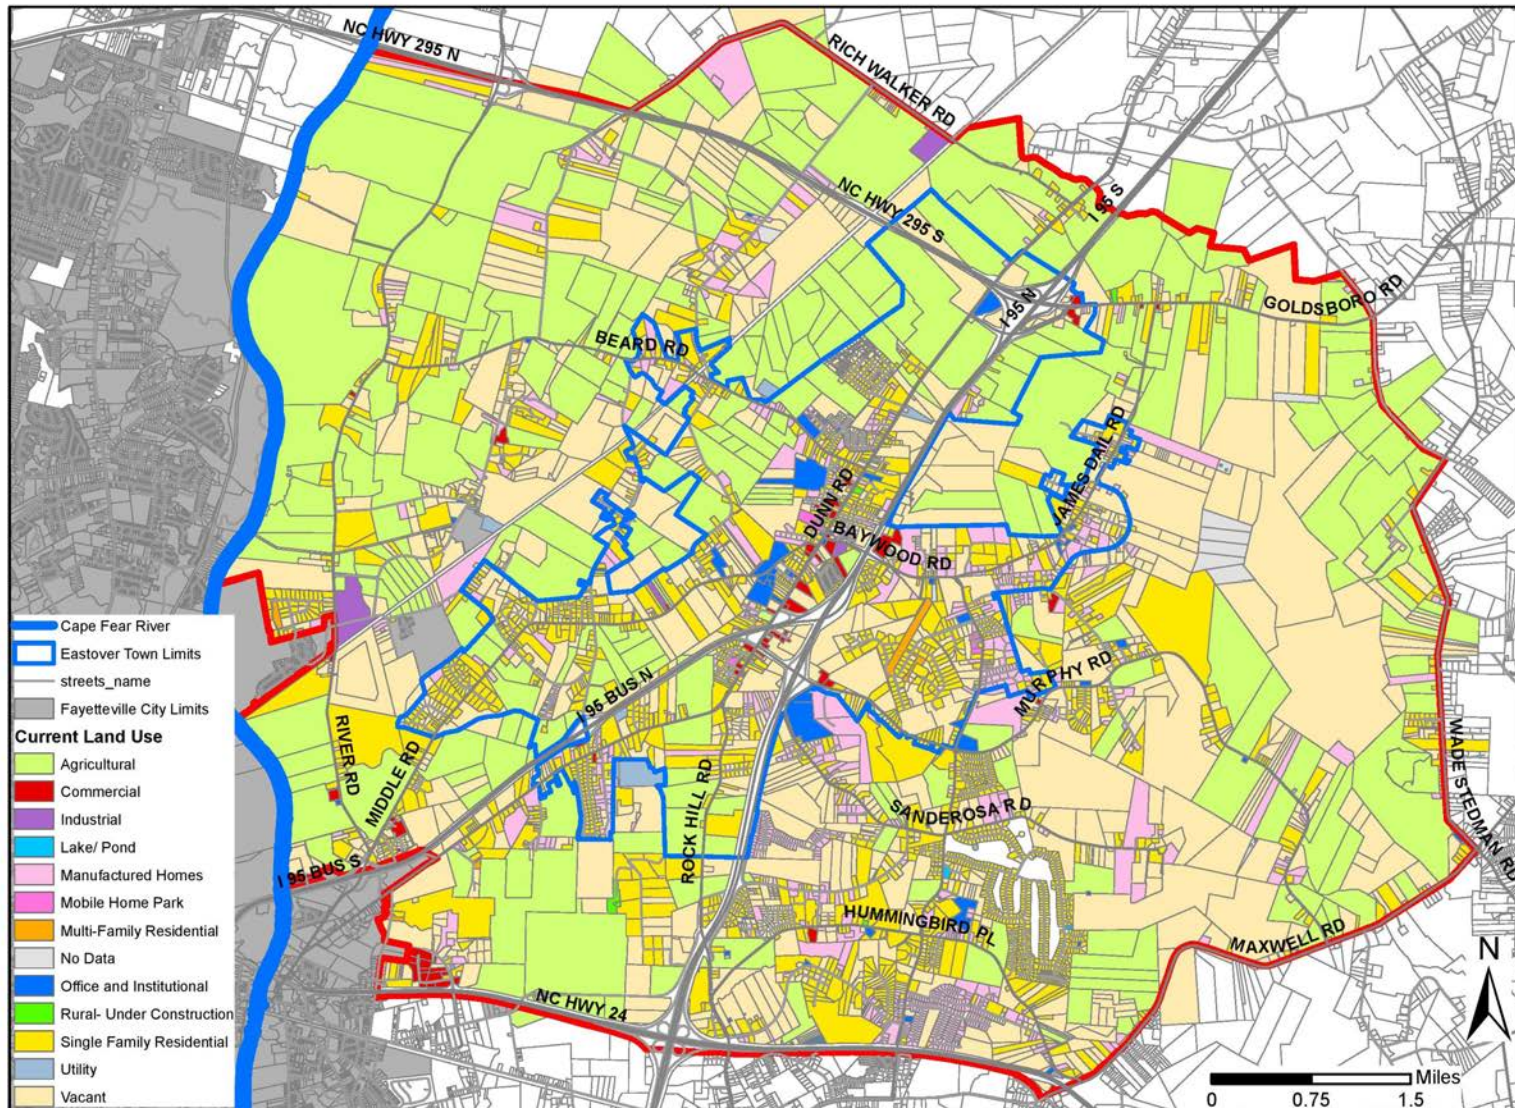 NC HWY 295 N
RICH WALKER RD
NC HWY 295 S
I 95 S
I 95 N
GOLDSBORO RD
BEARD RD
JAMES DAIL RD
DUNN RD
BAYWOOD RD
MURPHY RD
I 95 BUS N
RIVER RD
MIDDLE RD
ROCK HILL RD
SANDEROSA RD
WADE STEDMAN RD
I 95 BUS S
HUMMINGBIRD PL
MAXWELL RD
NC HWY 24
Cape Fear River
Eastover Town Limits
streets_name
Fayetteville City Limits
Current Land Use
Agricultural
Commercial
Industrial
Lake/ Pond
Manufactured Homes
Mobile Home Park
Multi-Family Residential
No Data
Office and Institutional
Rural- Under Construction
Single Family Residential
Utility
Vacant
N
Miles
0 0.75 1.5